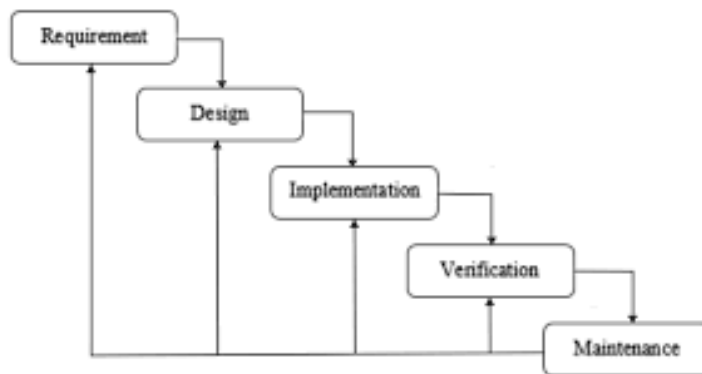 Requirement
Design
Implementation
Verification
Maintenance